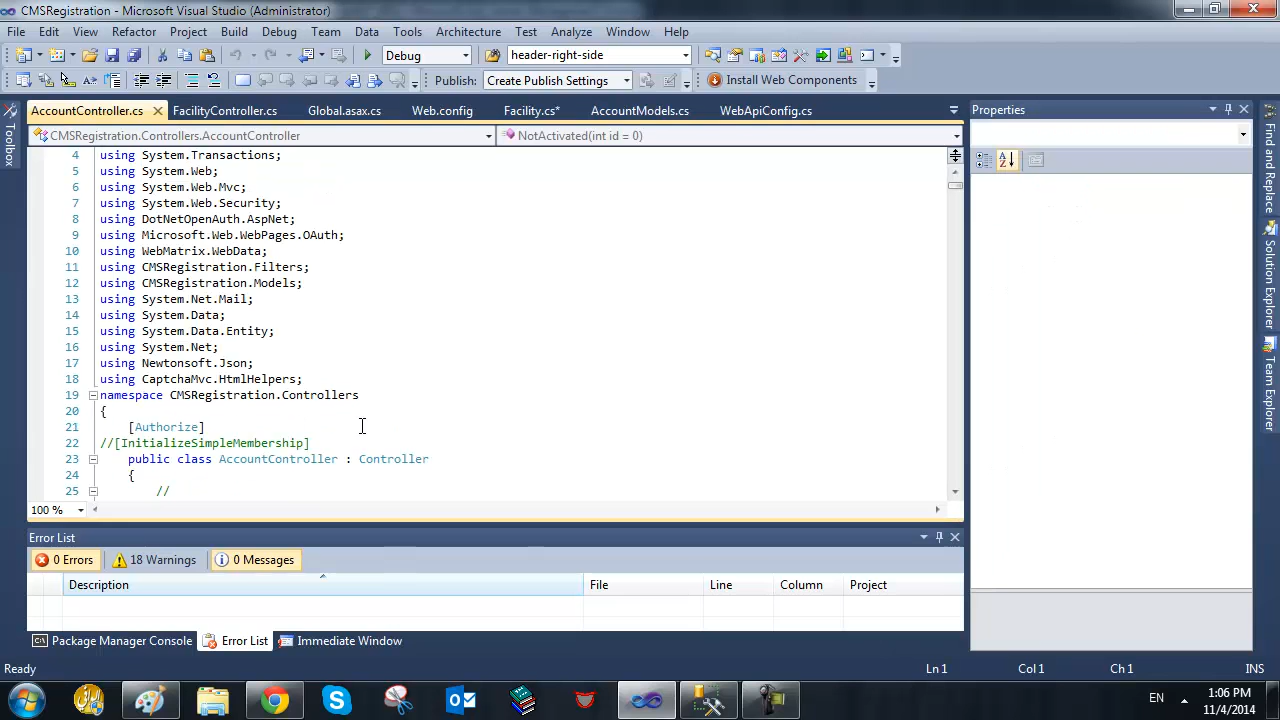 CMSRegistration - Microsoft Visual Studio (Administrator)
File Edit View Refactor Project Build Debug Team Data Tools Architecture Test Analyze Window Help
Debug header-right-side
Publish: Create Publish Settings Install Web Components
AccountController.cs FacilityController.cs Global.asax.cs Web.config Facility.cs* AccountModels.cs WebApiConfig.cs
CMSRegistration.Controllers.AccountController NotActivated(int id = 0)
4 using System.Transactions;
5 using System.Web;
6 using System.Web.Mvc;
7 using System.Web.Security;
8 using DotNetOpenAuth.AspNet;
9 using Microsoft.Web.WebPages.OAuth;
10 using WebMatrix.WebData;
11 using CMSRegistration.Filters;
12 using CMSRegistration.Models;
13 using System.Net.Mail;
14 using System.Data;
15 using System.Data.Entity;
16 using System.Net;
17 using Newtonsoft.Json;
18 using CaptchaMvc.HtmlHelpers;
19 namespace CMSRegistration.Controllers
20 {
21 [Authorize]
22 //[InitializeSimpleMembership]
23 public class AccountController : Controller
24 {
25 //
100 %
Error List
0 Errors 18 Warnings 0 Messages
Description File Line Column Project
Package Manager Console Error List Immediate Window
Properties
Toolbox
Find and Replace
Solution Explorer
Team Explorer
Ready Ln 1 Col 1 Ch 1 INS
EN 1:06 PM
11/4/2014